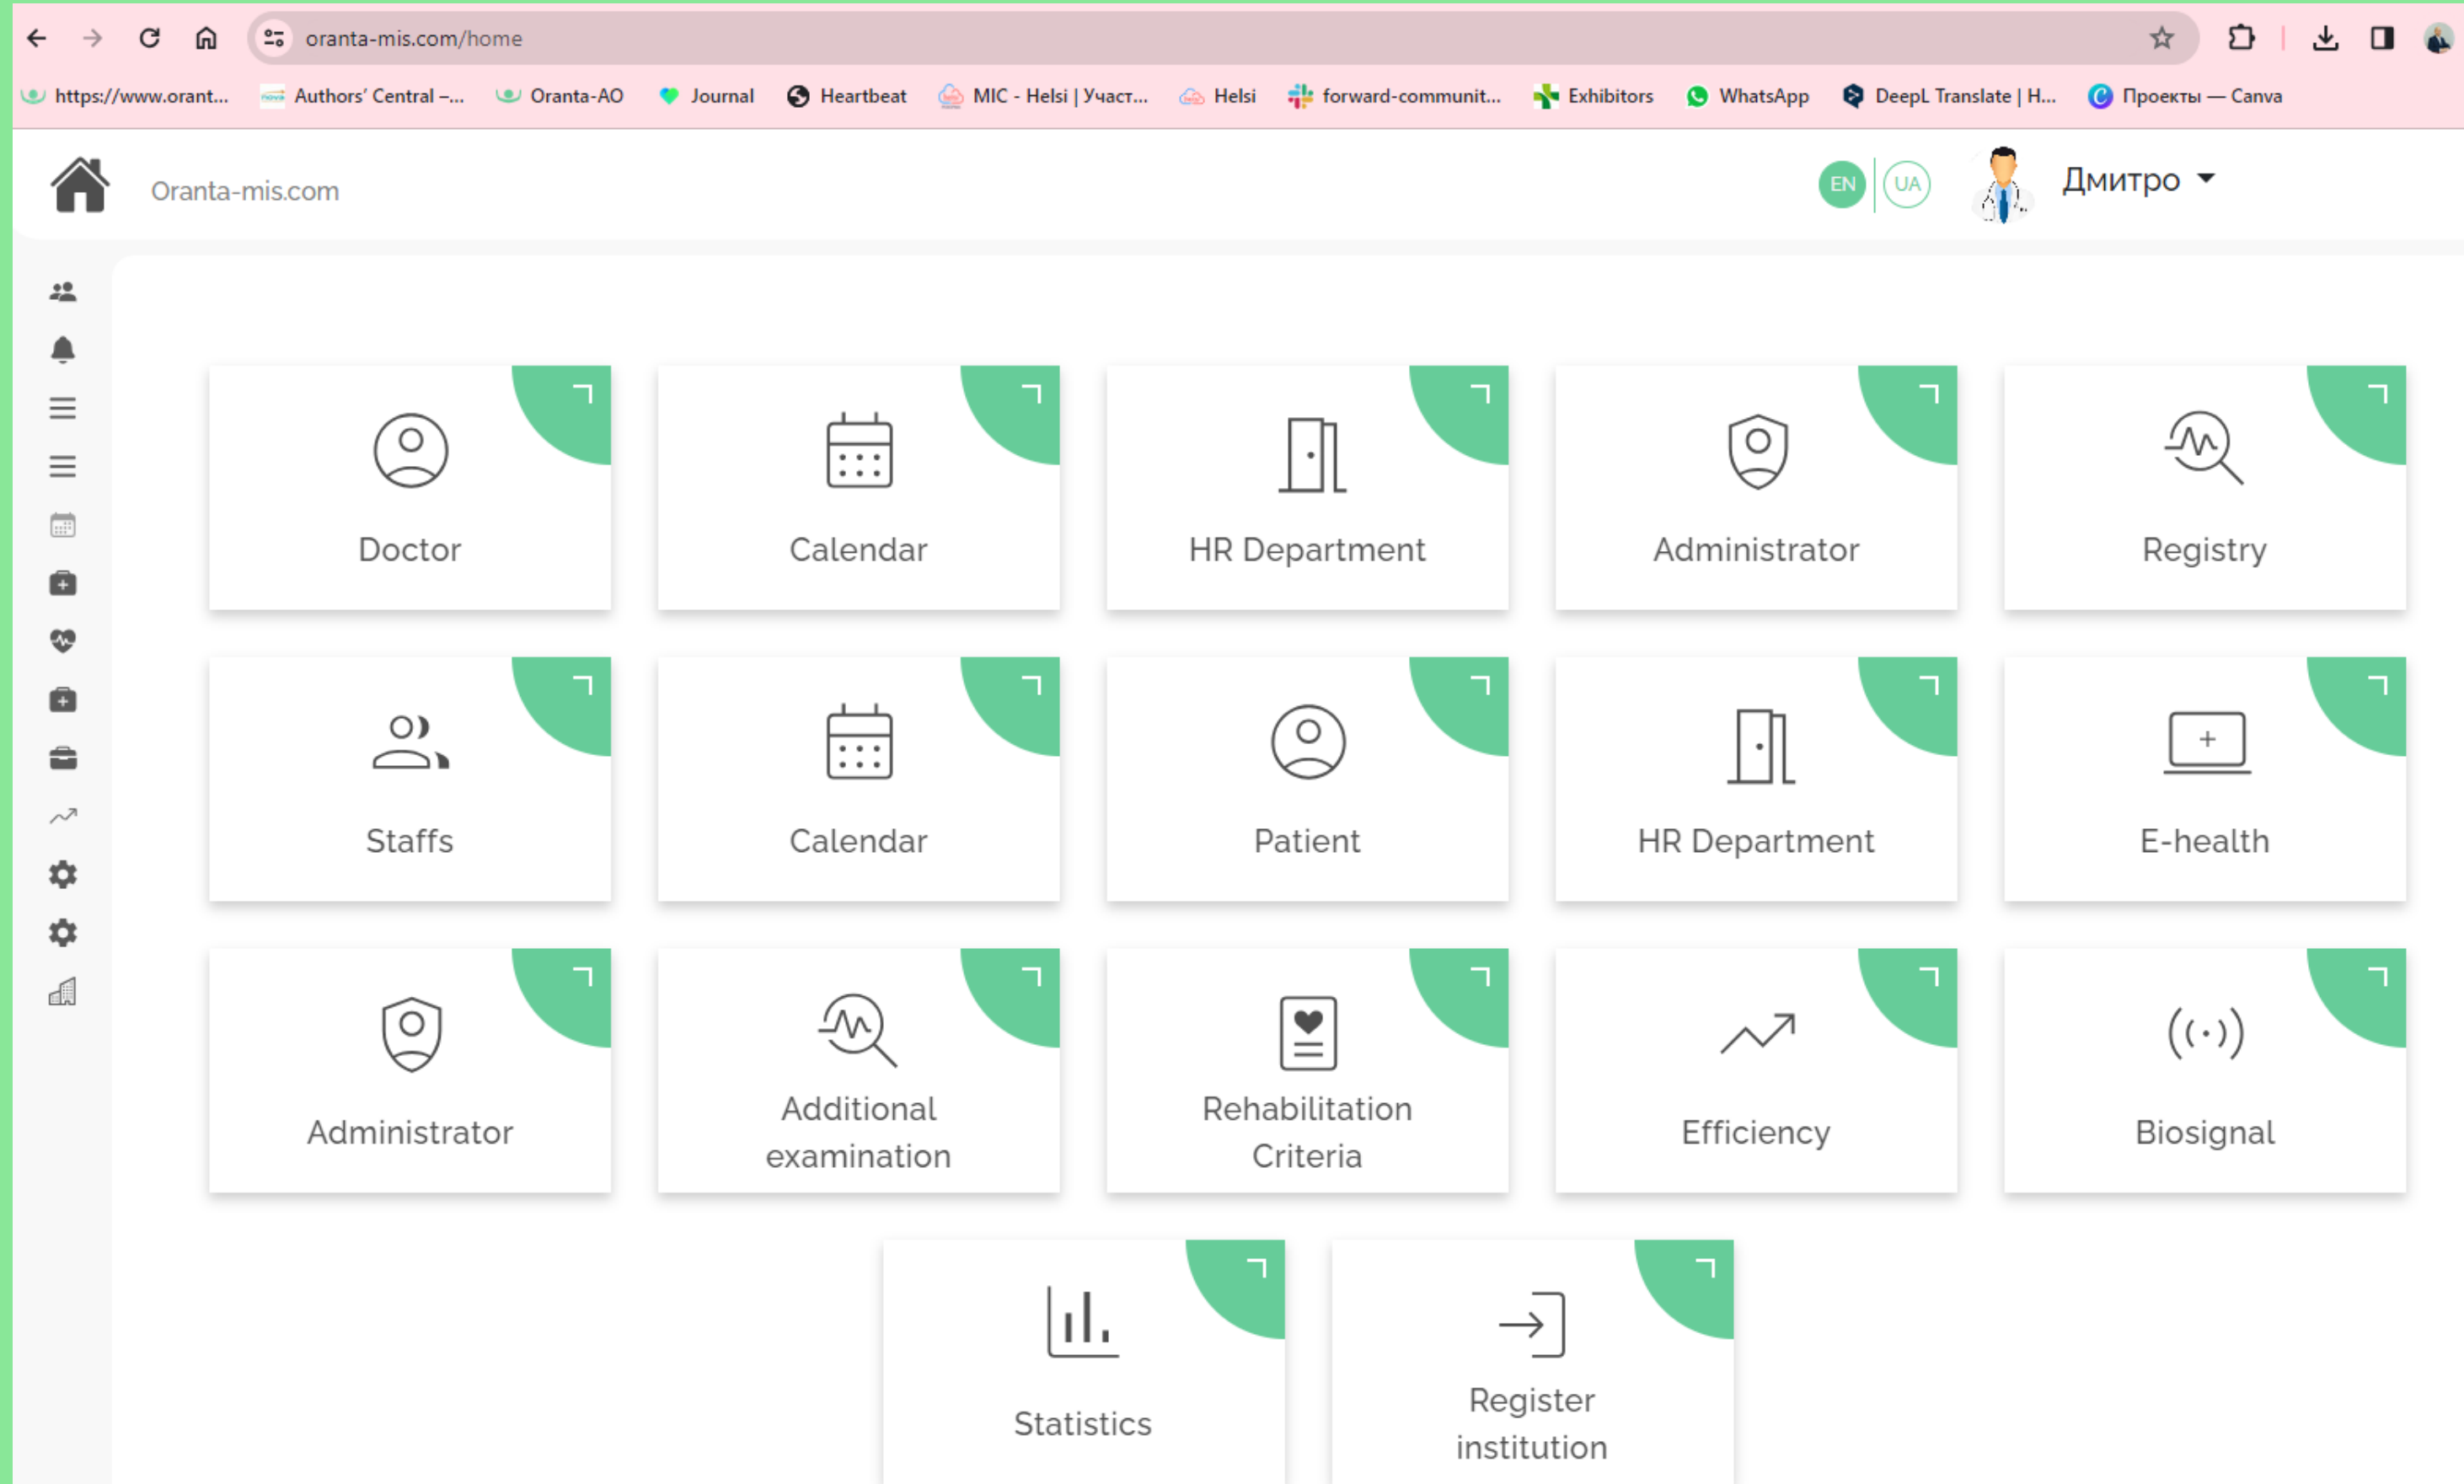 oranta-mis.com/home
https://www.orant... Authors' Central –... Oranta-AO Journal Heartbeat MIC - Helsi | Участ... Helsi forward-communit... Exhibitors WhatsApp DeepL Translate | Н... Проекты — Canva
Oranta-mis.com EN UA Дмитро
Doctor Calendar HR Department Administrator Registry
Staffs Calendar Patient HR Department E-health
Administrator
Additional
examination
Rehabilitation
Criteria
Efficiency
Biosignal
Statistics
Register
institution